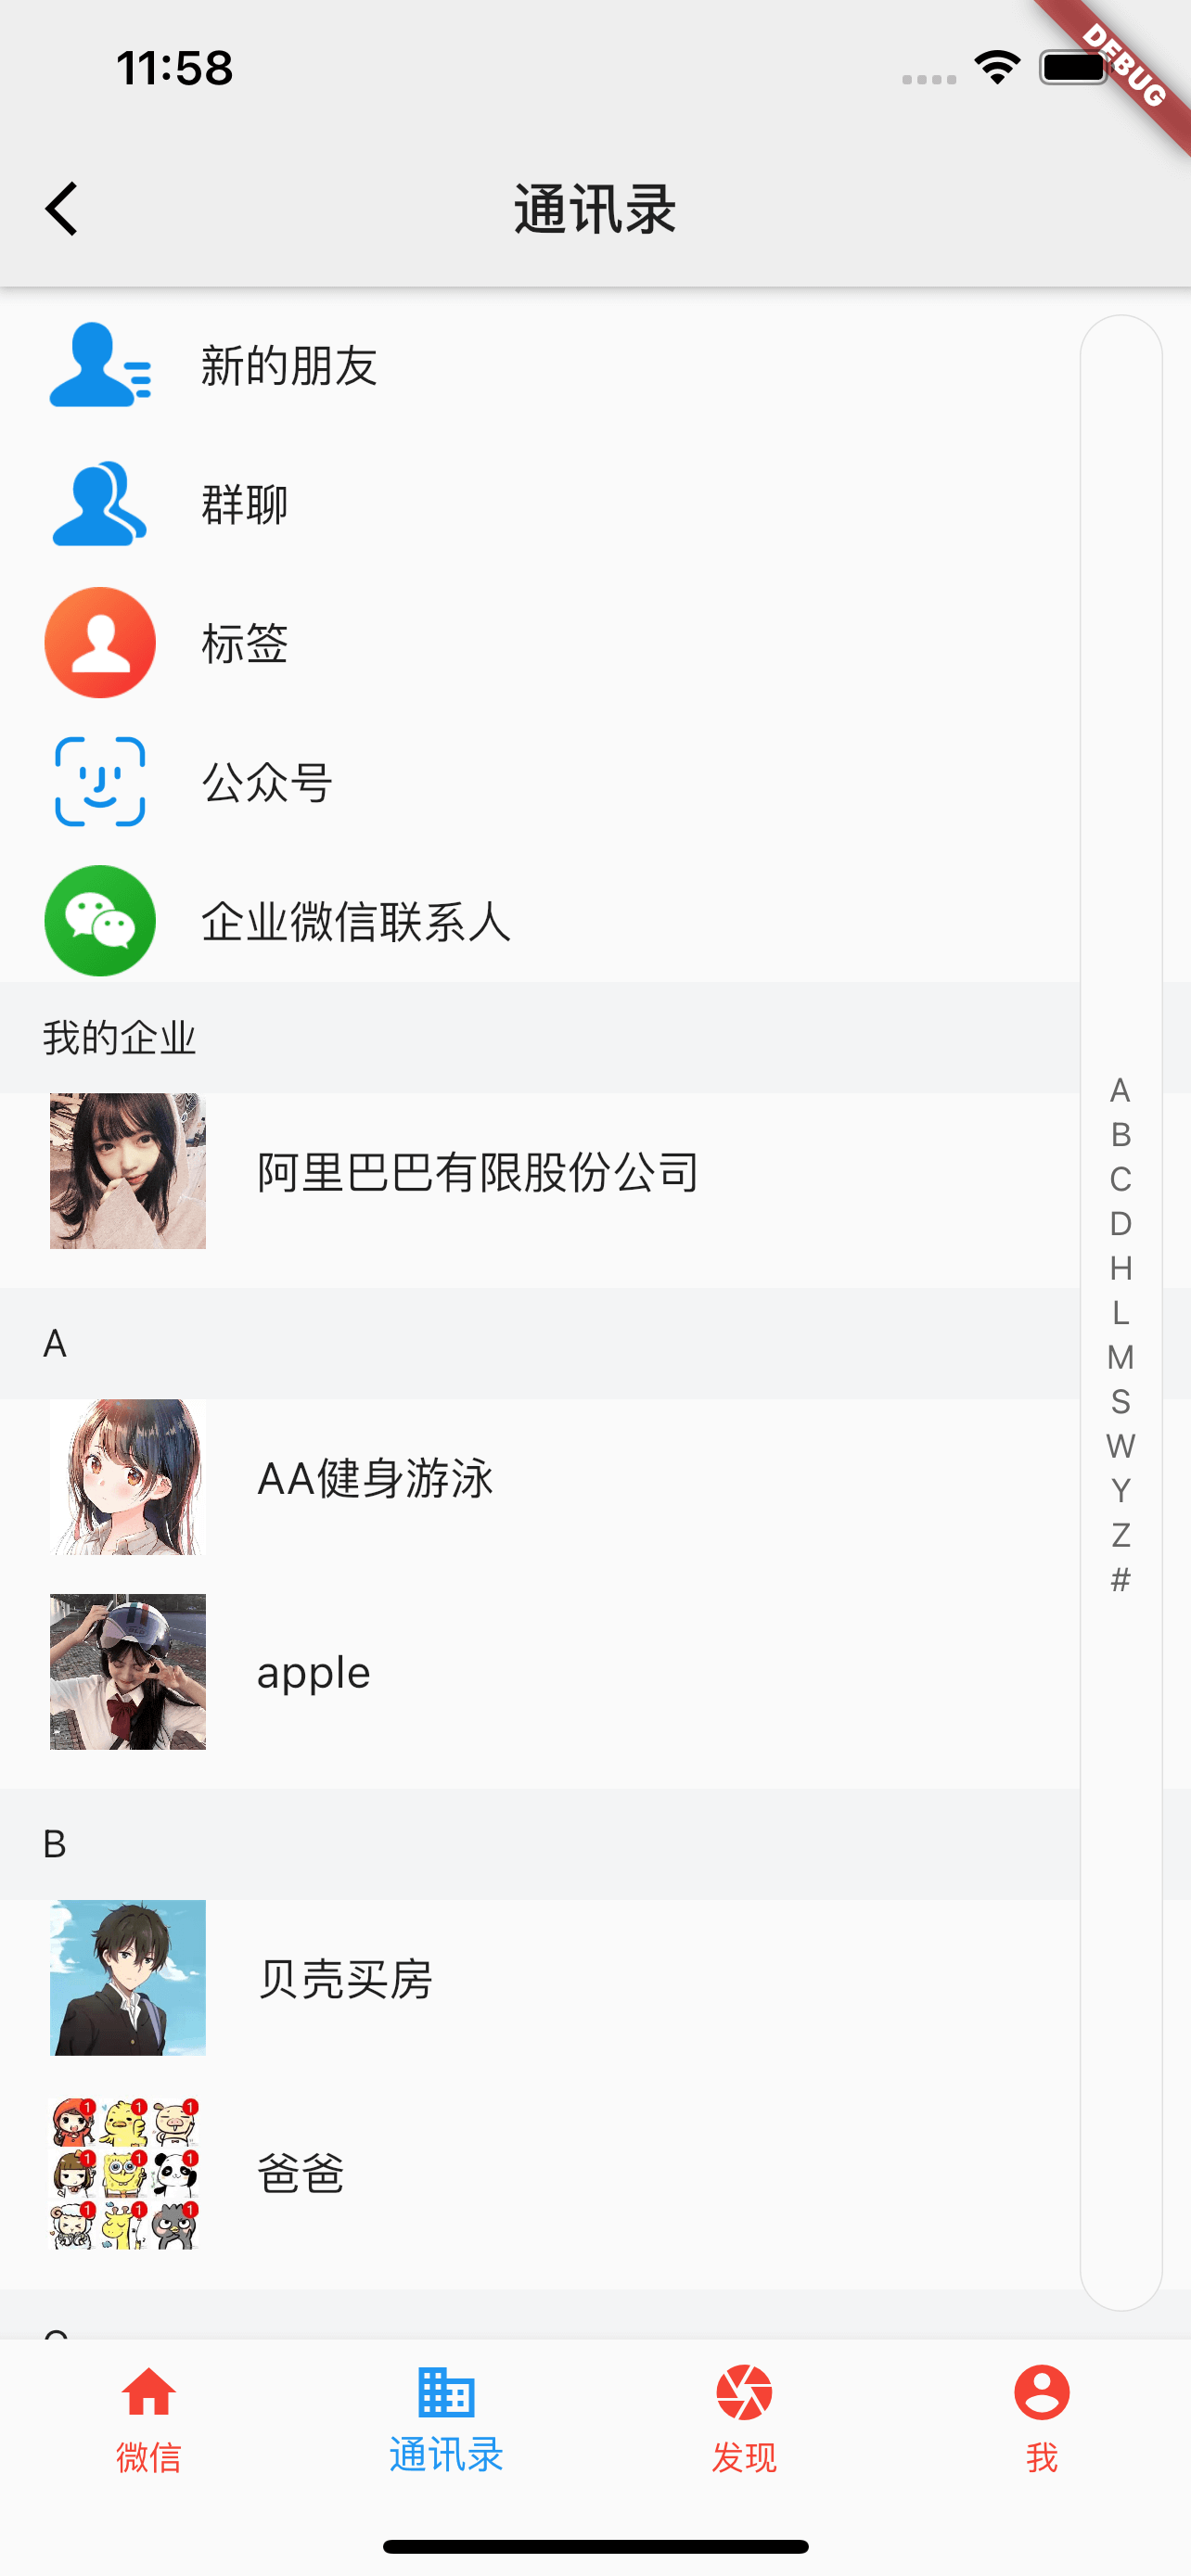 11:58
DEBUG
通讯录
新的朋友
群聊
标签
公众号
企业微信联系人
我的企业
阿里巴巴有限股份公司
A
AA健身游泳
apple
B
贝壳买房
爸爸
A
B
C
D
H
L
M
S
W
Y
Z
#
微信
通讯录
发现
我